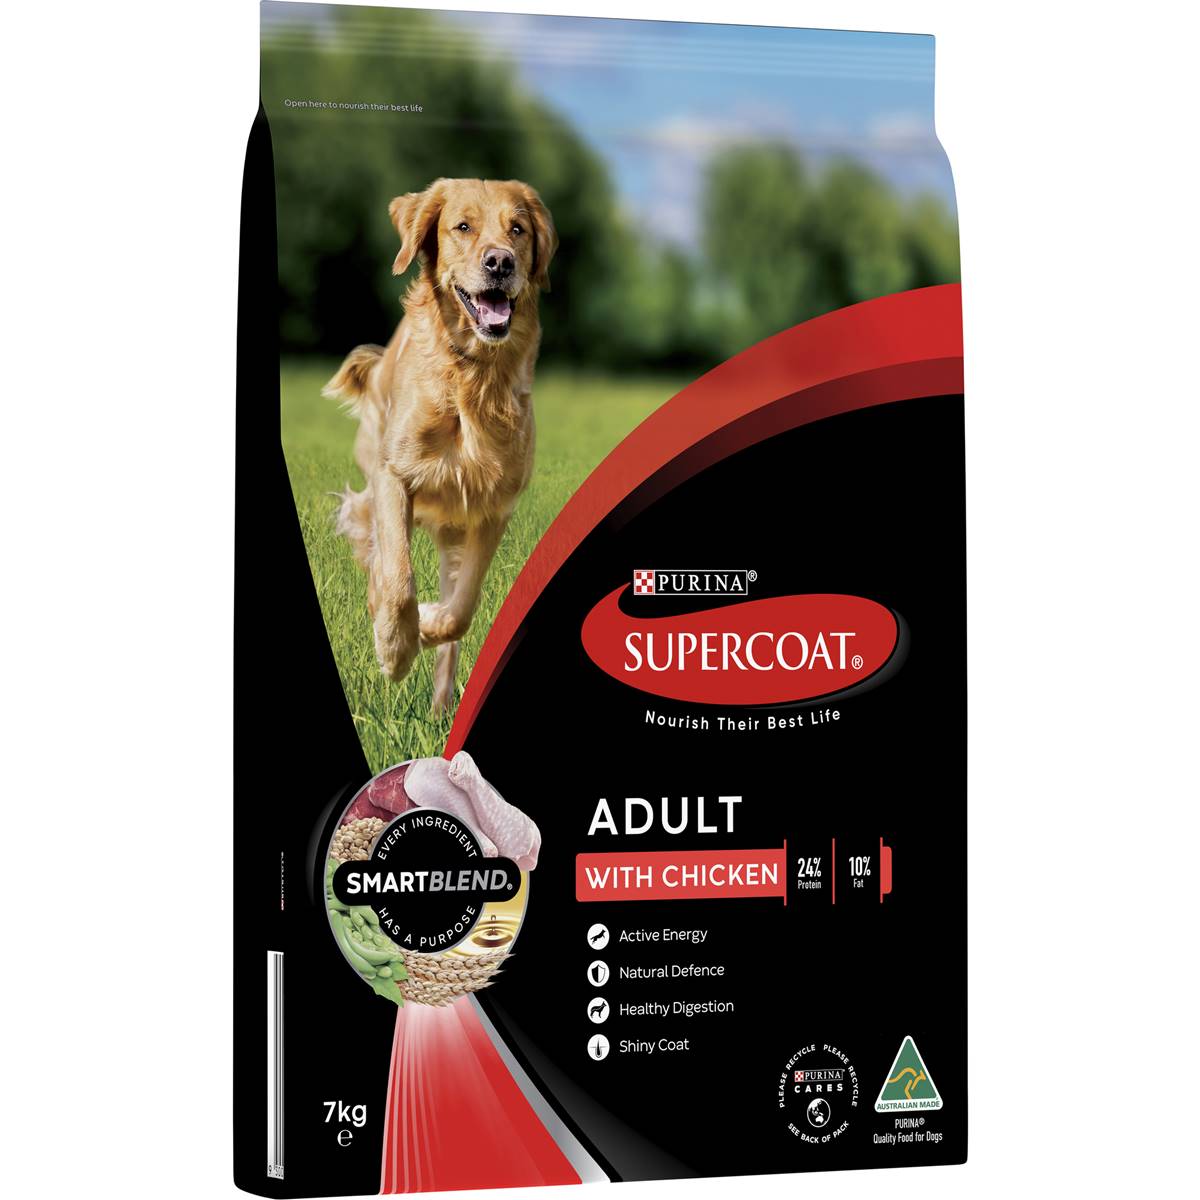 Open here to nourish their best life
PURINA®
SUPERCOAT®
Nourish Their Best Life
ADULT
WITH CHICKEN
24%
Protein
10%
Fat
EVERY INGREDIENT
SMARTBLEND®
HAS A PURPOSE
Active Energy
Natural Defence
Healthy Digestion
Shiny Coat
7kg
e
PLEASE RECYCLE PLEASE RECYCLE
PURINA
CARES
SEE BACK OF PACK
AUSTRALIAN MADE
PURINA®
Quality Food for Dogs